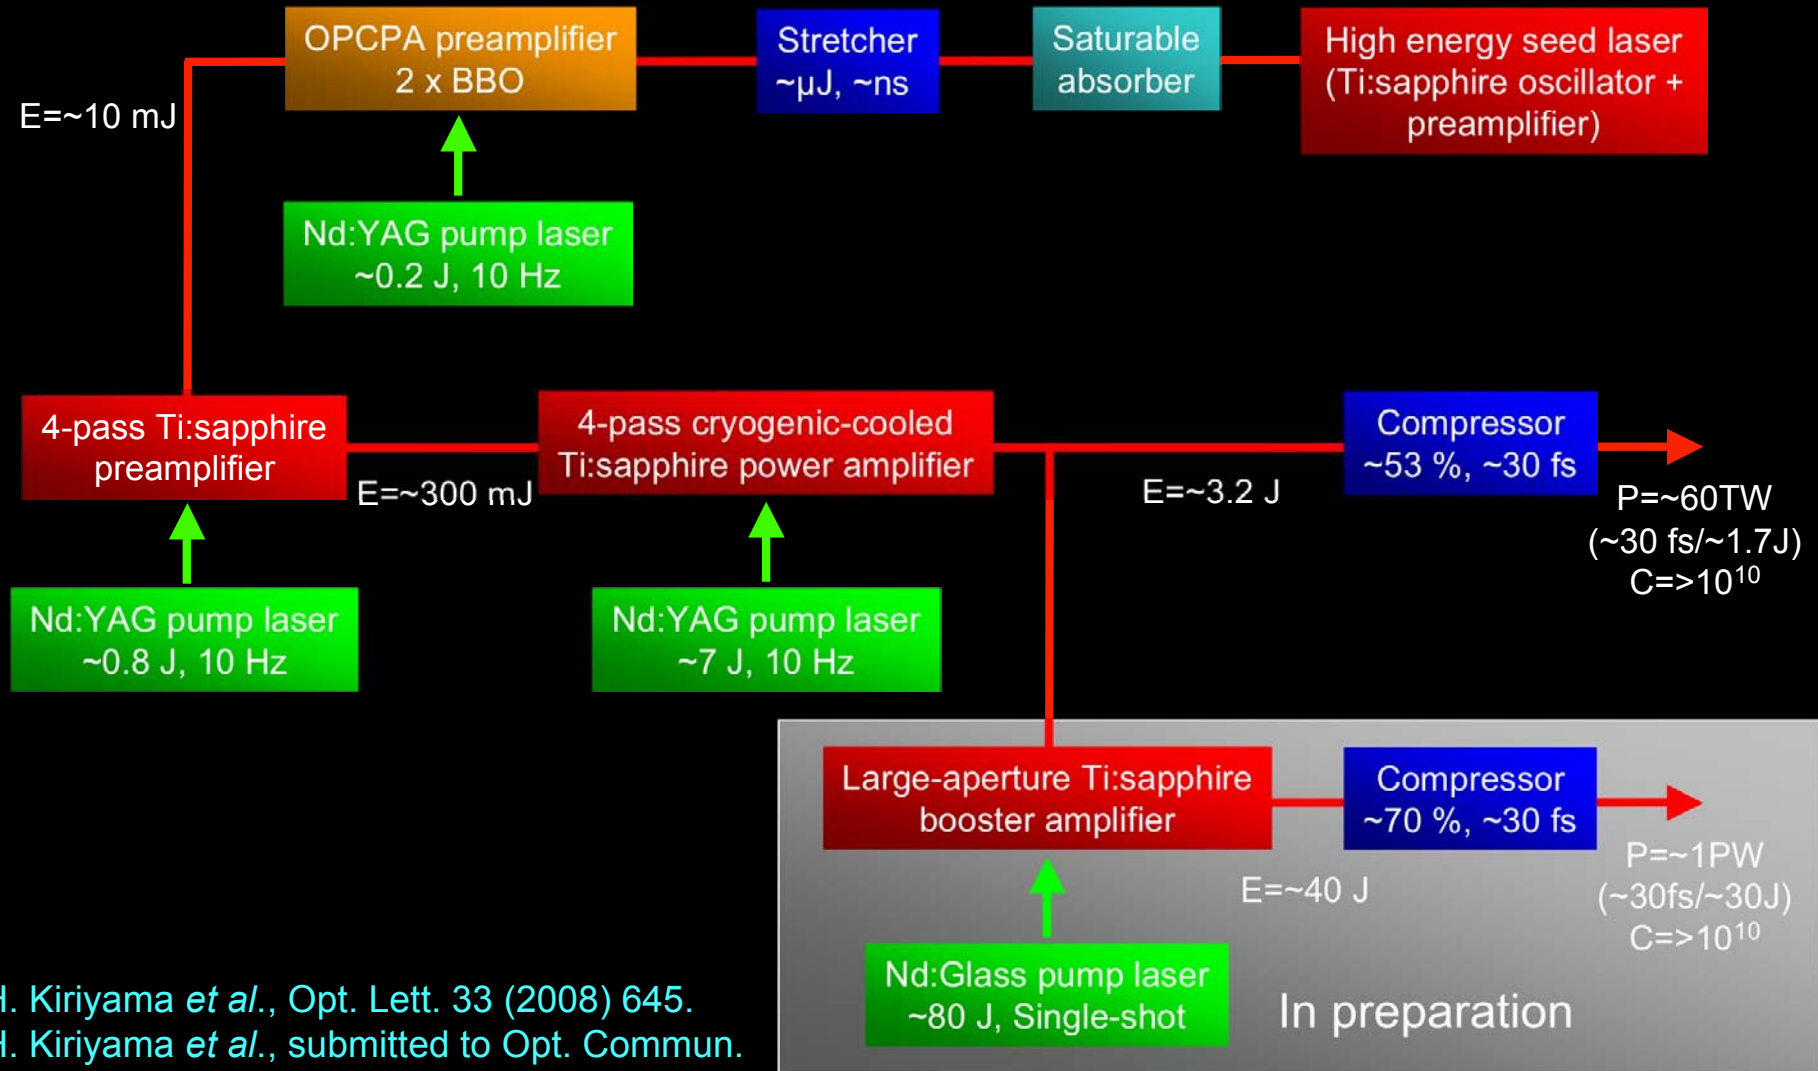 OPCPA preamplifier
2 x BBO
Stretcher
~µJ, ~ns
Saturable
absorber
High energy seed laser
(Ti:sapphire oscillator +
preamplifier)
E=~10 mJ
Nd:YAG pump laser
~0.2 J, 10 Hz
4-pass Ti:sapphire
preamplifier
E=~300 mJ
4-pass cryogenic-cooled
Ti:sapphire power amplifier
E=~3.2 J
Compressor
~53 %, ~30 fs
P=~60TW
(~30 fs/~1.7J)
C=>10¹⁰
Nd:YAG pump laser
~0.8 J, 10 Hz
Nd:YAG pump laser
~7 J, 10 Hz
Large-aperture Ti:sapphire
booster amplifier
E=~40 J
Compressor
~70 %, ~30 fs
P=~1PW
(~30fs/~30J)
C=>10¹⁰
Nd:Glass pump laser
~80 J, Single-shot
In preparation
H. Kiriyama et al., Opt. Lett. 33 (2008) 645.
H. Kiriyama et al., submitted to Opt. Commun.